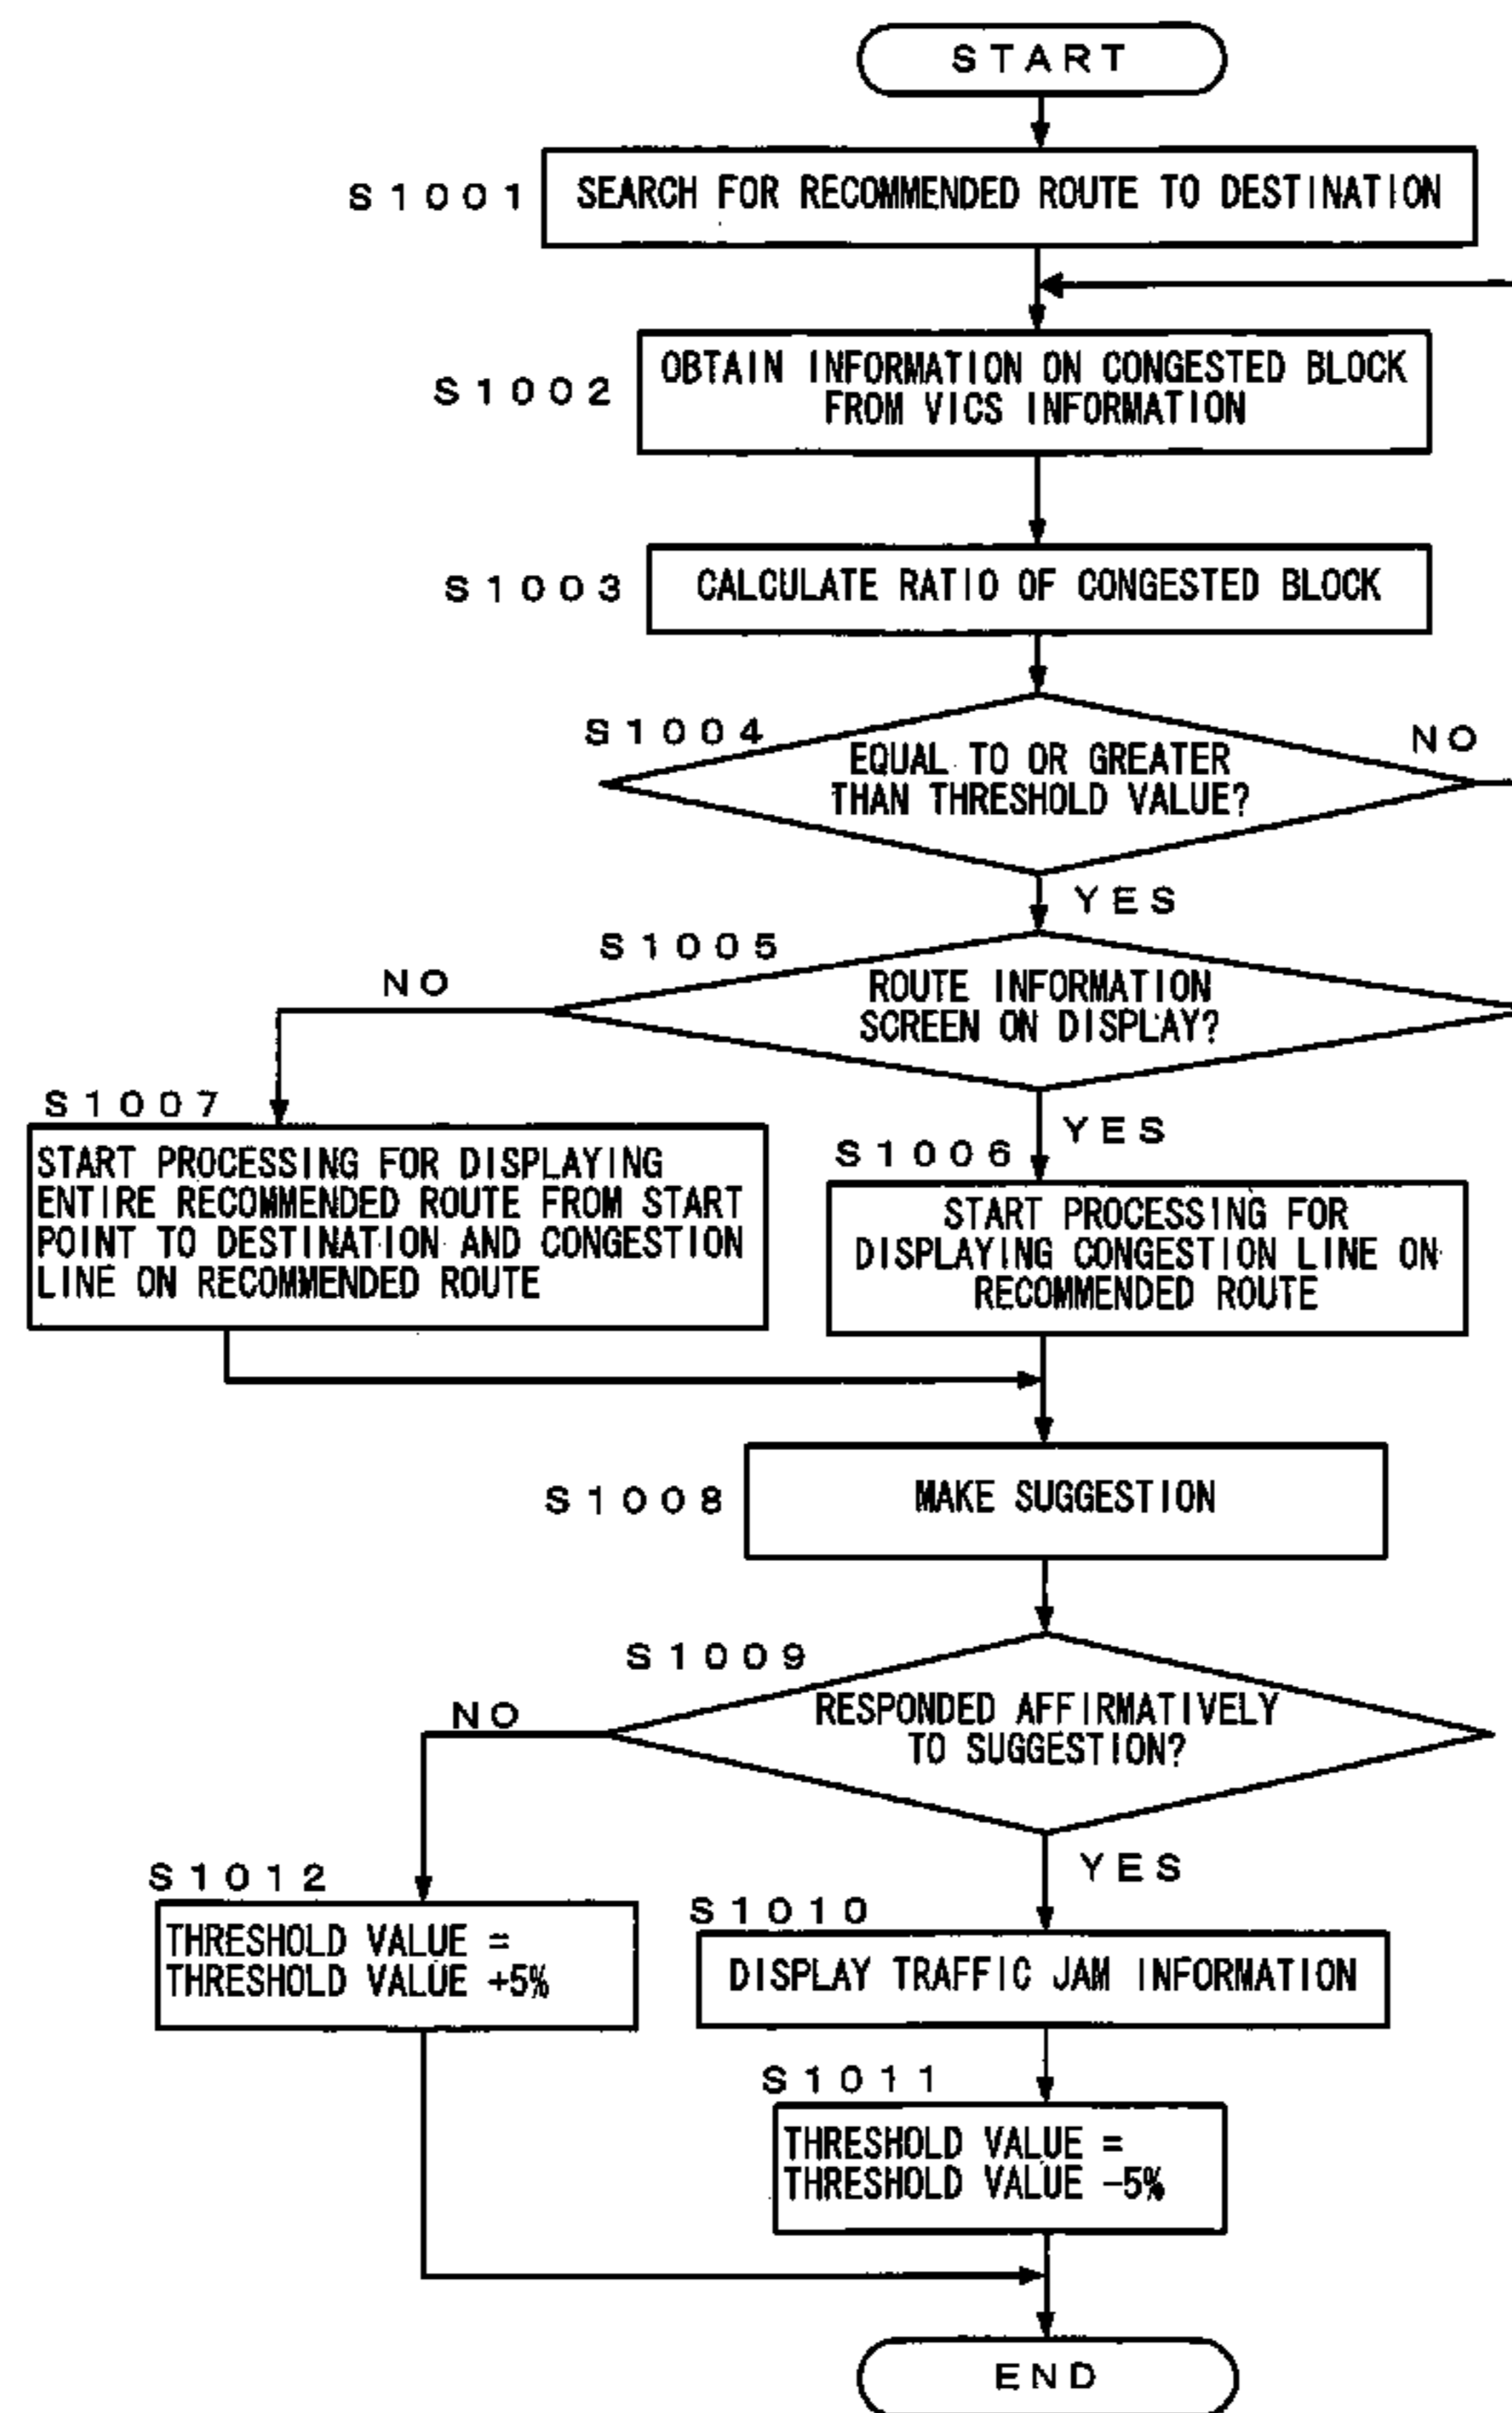 START
S1001
SEARCH FOR RECOMMENDED ROUTE TO DESTINATION
S1002
OBTAIN INFORMATION ON CONGESTED BLOCK
FROM VICS INFORMATION
S1003
CALCULATE RATIO OF CONGESTED BLOCK
S1004
EQUAL TO OR GREATER
THAN THRESHOLD VALUE?
NO
YES
S1005
ROUTE INFORMATION
SCREEN ON DISPLAY?
NO
YES
S1007
START PROCESSING FOR DISPLAYING
ENTIRE RECOMMENDED ROUTE FROM START
POINT TO DESTINATION AND CONGESTION
LINE ON RECOMMENDED ROUTE
S1006
START PROCESSING FOR
DISPLAYING CONGESTION LINE ON
RECOMMENDED ROUTE
S1008
MAKE SUGGESTION
S1009
RESPONDED AFFIRMATIVELY
TO SUGGESTION?
NO
YES
S1012
THRESHOLD VALUE =
THRESHOLD VALUE +5%
S1010
DISPLAY TRAFFIC JAM INFORMATION
S1011
THRESHOLD VALUE =
THRESHOLD VALUE -5%
END